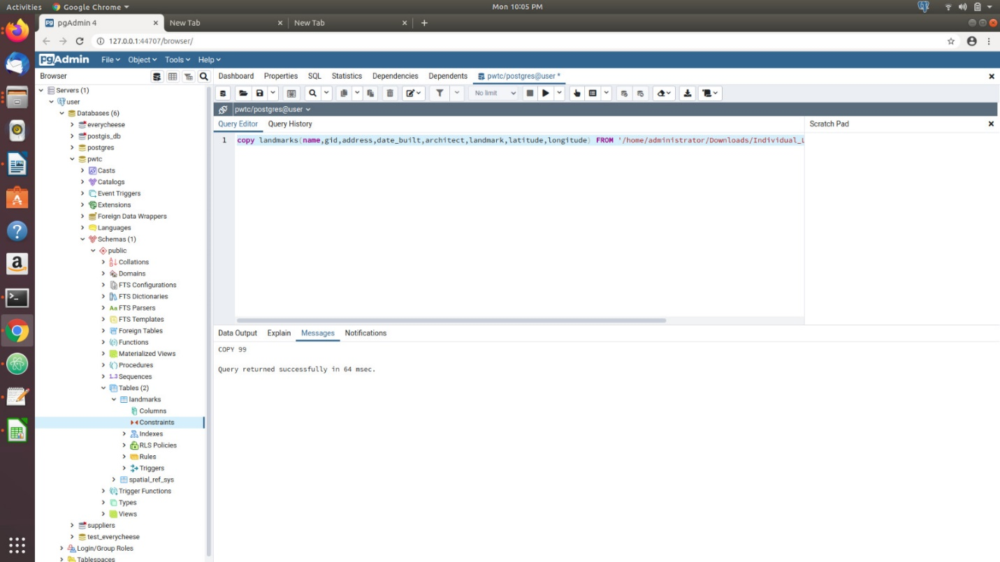 Activities Google Chrome Mon 10:05 PM
pgAdmin 4 New Tab New Tab
127.0.0.1:44707/browser/
pgAdmin File Object Tools Help
Browser Dashboard Properties SQL Statistics Dependencies Dependents pwtc/postgres@user *
No limit
pwtc/postgres@user
Query Editor Query History Scratch Pad
1 copy landmarks(name,gid,address,date_built,architect,landmark,latitude,longitude) FROM '/home/administrator/Downloads/Individual_L
Servers (1)
user
Databases (6)
everycheese
postgis_db
postgres
pwtc
Casts
Catalogs
Event Triggers
Extensions
Foreign Data Wrappers
Languages
Schemas (1)
public
Collations
Domains
FTS Configurations
FTS Dictionaries
FTS Parsers
FTS Templates
Foreign Tables
Functions
Materialized Views
Procedures
1..3 Sequences
Tables (2)
landmarks
Columns
Constraints
Indexes
RLS Policies
Rules
Triggers
spatial_ref_sys
Trigger Functions
Types
Views
suppliers
test_everycheese
Login/Group Roles
Tablespaces
Data Output Explain Messages Notifications
COPY 99
Query returned successfully in 64 msec.